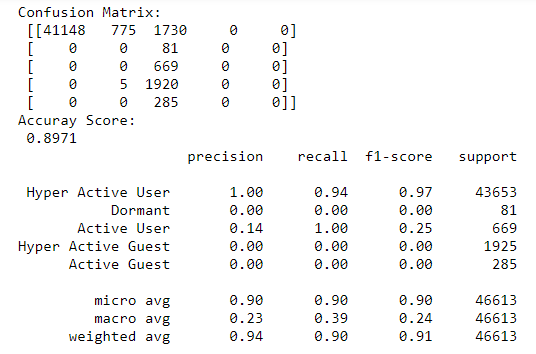 Confusion Matrix:
[[41148 775 1730 0 0]
[ 0 0 81 0 0]
[ 0 0 669 0 0]
[ 0 5 1920 0 0]
[ 0 0 285 0 0]]
Accuray Score:
0.8971
precision recall f1-score support
Hyper Active User 1.00 0.94 0.97 43653
Dormant 0.00 0.00 0.00 81
Active User 0.14 1.00 0.25 669
Hyper Active Guest 0.00 0.00 0.00 1925
Active Guest 0.00 0.00 0.00 285
micro avg 0.90 0.90 0.90 46613
macro avg 0.23 0.39 0.24 46613
weighted avg 0.94 0.90 0.91 46613